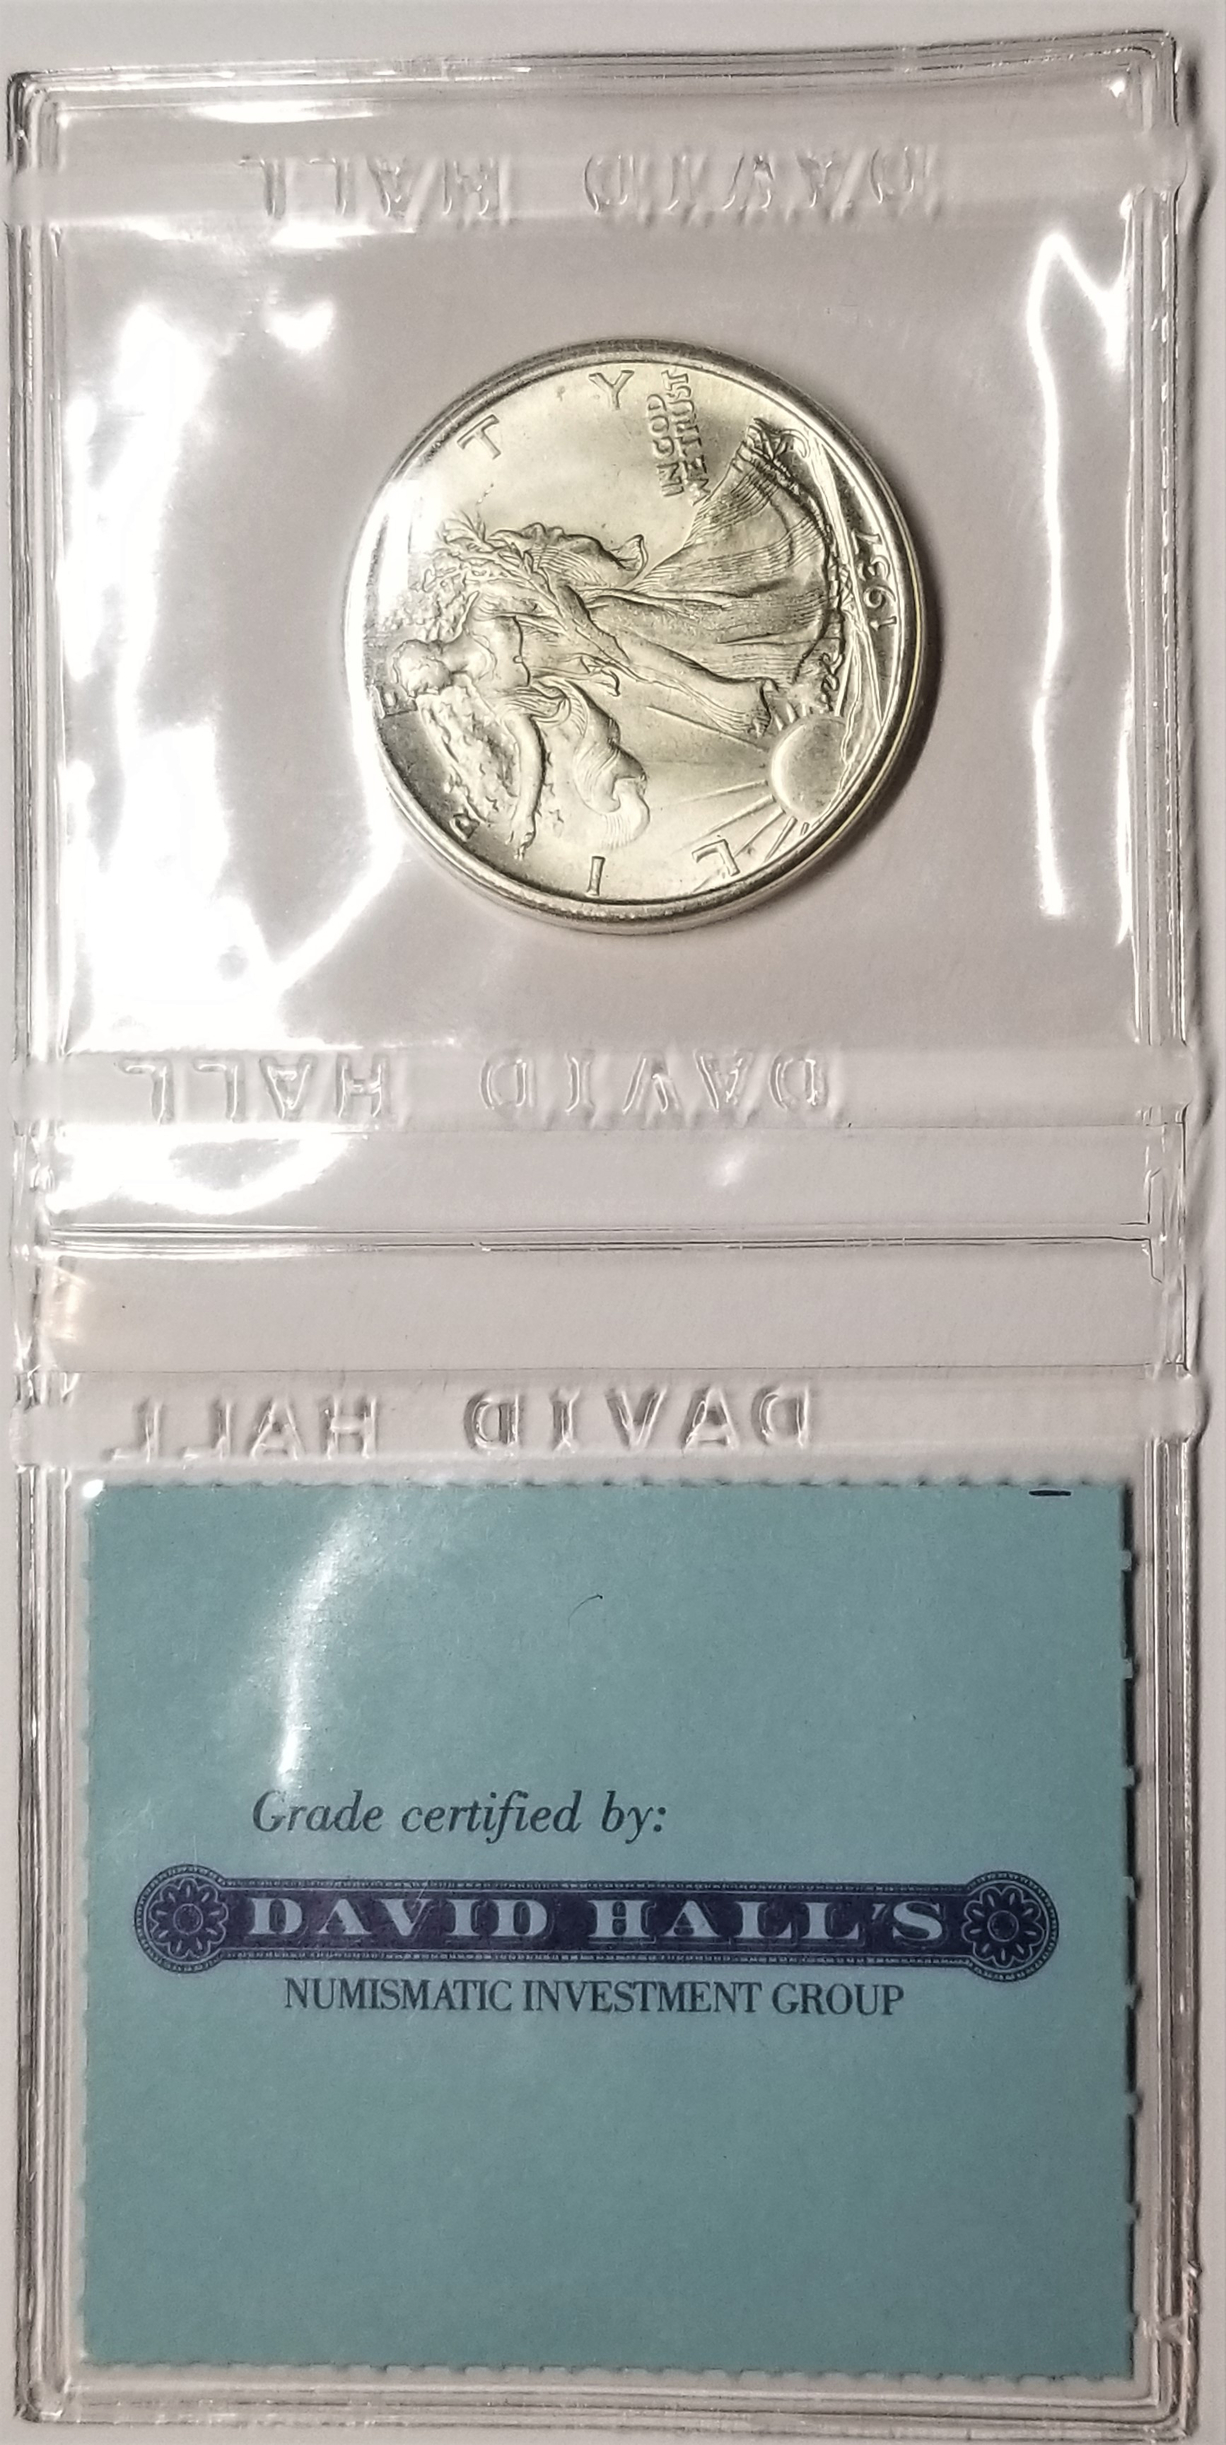 DAVID HALL
L I B E R T Y
IN GOD
WE TRUST
1937
DAVID HALL
DAVID HALL
Grade certified by:
DAVID HALL'S
NUMISMATIC INVESTMENT GROUP